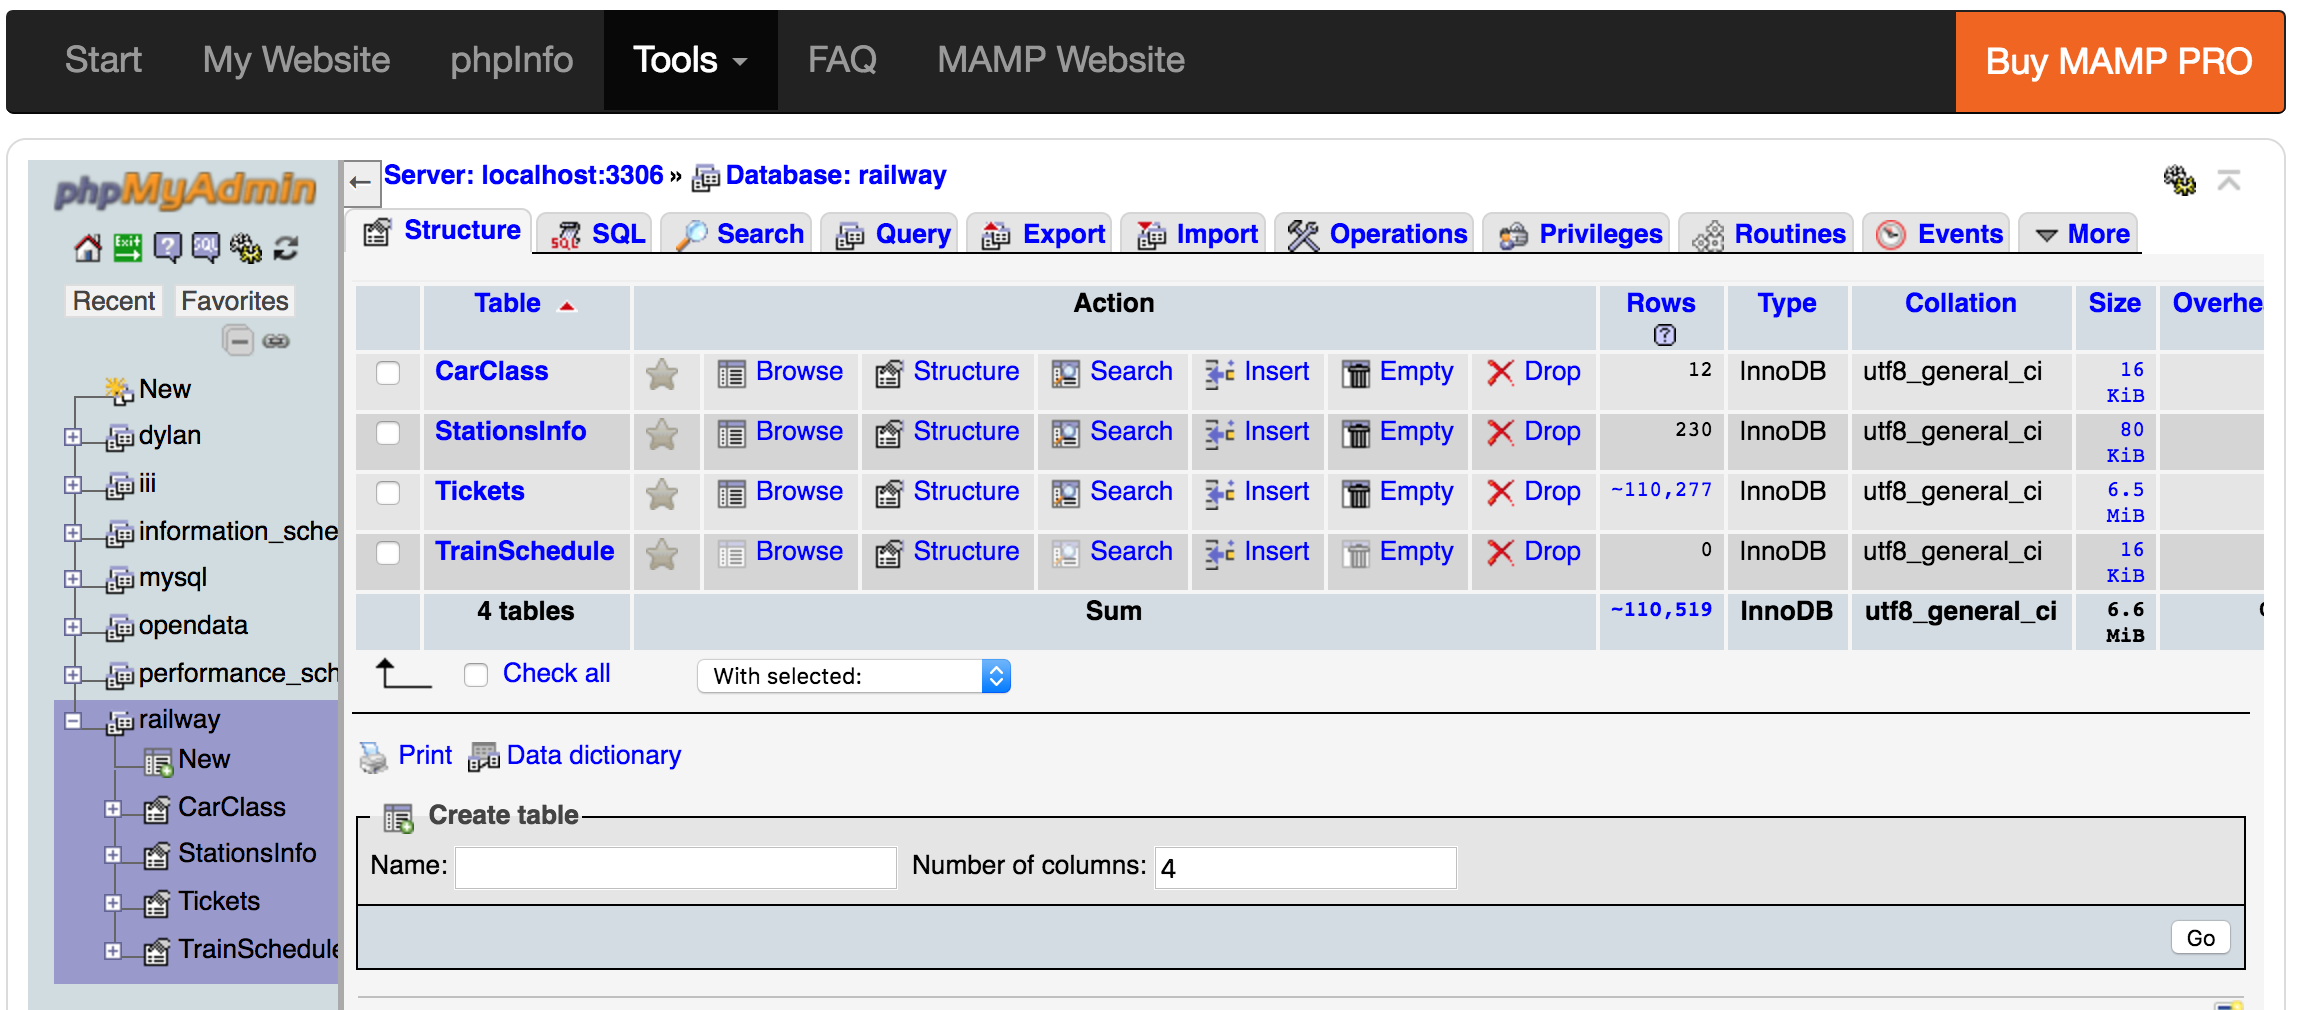 Start My Website phpInfo Tools FAQ MAMP Website Buy MAMP PRO
phpMyAdmin
Recent Favorites
New
dylan
iii
information_sche
mysql
opendata
performance_sch
railway
New
CarClass
StationsInfo
Tickets
TrainSchedule
Server: localhost:3306 » Database: railway
Structure SQL Search Query Export Import Operations Privileges Routines Events More
Table Action Rows Type Collation Size Overhe
CarClass Browse Structure Search Insert Empty Drop 12 InnoDB utf8_general_ci 16 KiB
StationsInfo Browse Structure Search Insert Empty Drop 230 InnoDB utf8_general_ci 80 KiB
Tickets Browse Structure Search Insert Empty Drop ~110,277 InnoDB utf8_general_ci 6.5 MiB
TrainSchedule Browse Structure Search Insert Empty Drop 0 InnoDB utf8_general_ci 16 KiB
4 tables Sum ~110,519 InnoDB utf8_general_ci 6.6 MiB
Check all With selected:
Print Data dictionary
Create table
Name: Number of columns: 4
Go